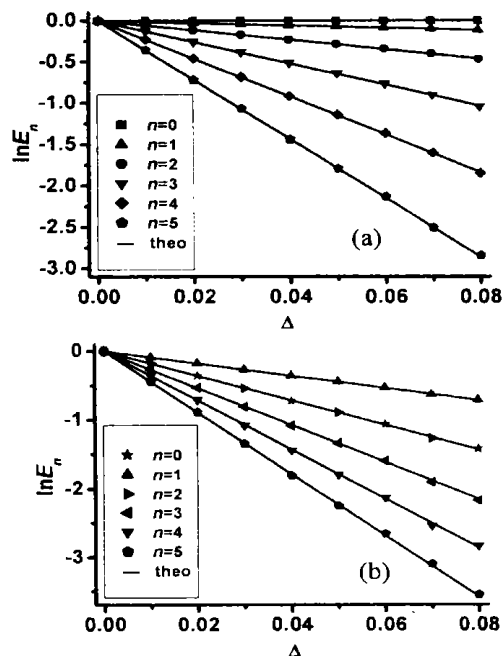 0.0
-0.5
-1.0
-1.5
-2.0
-2.5
-3.0
lnEₙ
n=0
n=1
n=2
n=3
n=4
n=5
theo
(a)
0.00 0.02 0.04 0.06 0.08
Δ
0
-1
-2
-3
lnEₙ
n=0
n=1
n=2
n=3
n=4
n=5
theo
(b)
0.00 0.02 0.04 0.06 0.08
Δ